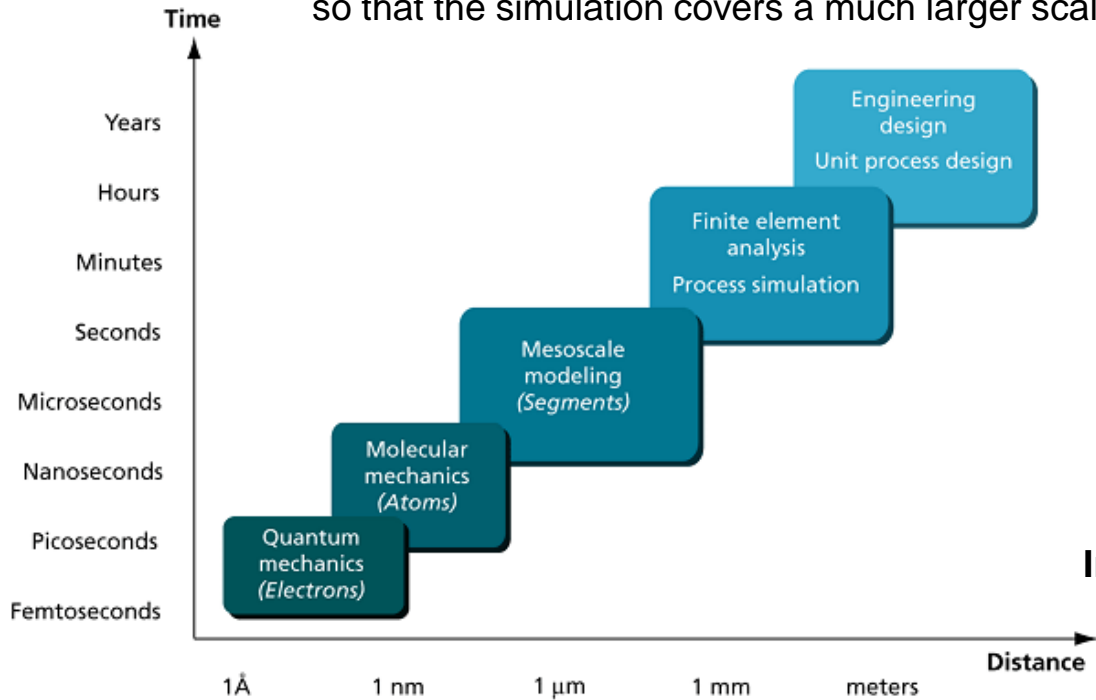 so that the simulation covers a much larger scal
Time
Years
Hours
Minutes
Seconds
Microseconds
Nanoseconds
Picoseconds
Femtoseconds
Engineering
design
Unit process design
Finite element
analysis
Process simulation
Mesoscale
modeling
(Segments)
Molecular
mechanics
(Atoms)
Quantum
mechanics
(Electrons)
Distance
1Å 1 nm 1 μm 1 mm meters